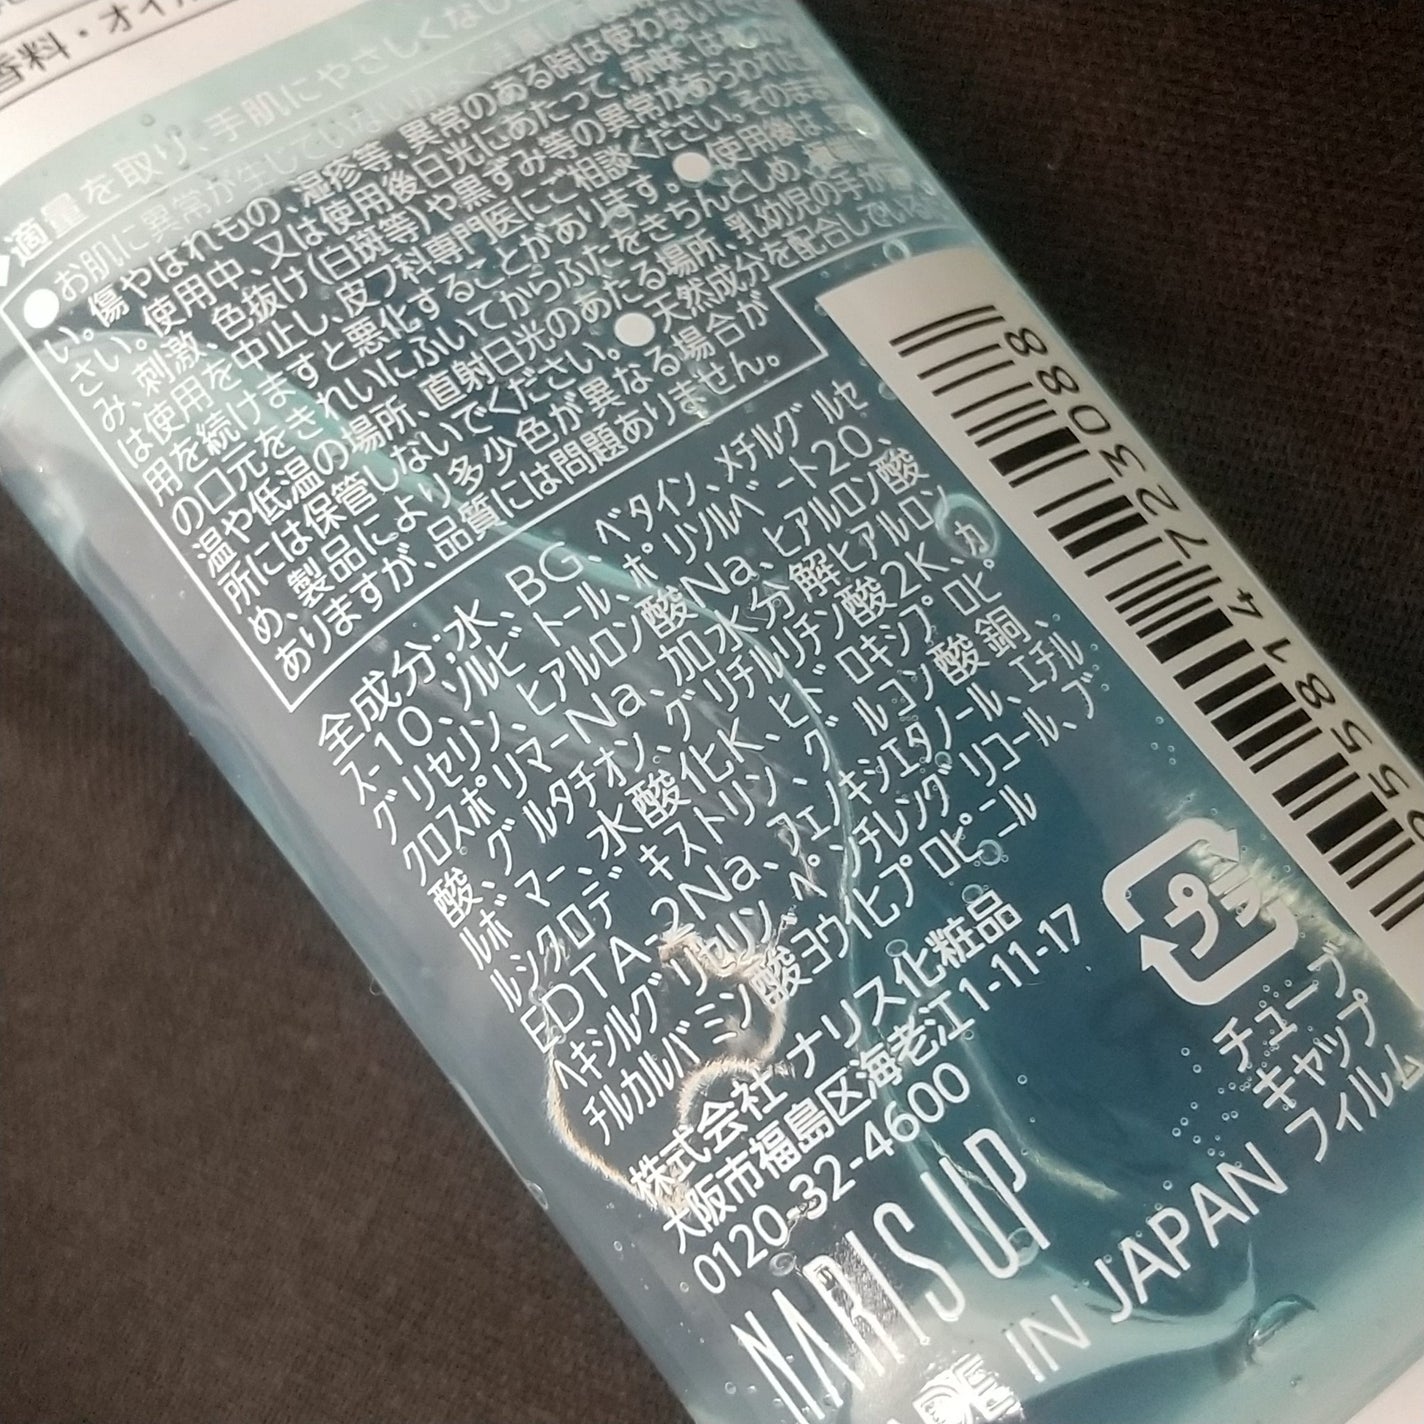 香料・オイル
◆適量を取り、手肌にやさしくなじ
●お肌に異常が生じていないか
い。傷やはれもの、湿疹等、異常のある時は使わないで
さい。使用中、又は使用後日光にあたって、赤味、は
み、刺激、色抜け(白斑等)や黒ずみ等の異常があらわれた
は使用を中止し、皮フ科専門医にご相談ください。そのまま
用を続けますと悪化することがあります。●使用後は、
の口元をきれいにふいてからふたをきちんとしめ、
温や低温の場所、直射日光のあたる場所、乳幼児の手が
所には保管しないでください。●天然成分を配合している
め、製品により多少色が異なる場合が
ありますが、品質には問題ありません。
全成分:水、BG、ベタイン、メチルグルセ
ス-10、ソルビトール、ポリソルベート20、
グリセリン、ヒアルロン酸Na、ヒアルロン酸
クロスポリマーNa、加水分解ヒアルロン
酸、グルタチオン、グリチルリチン酸2K、カ
ルボマー、水酸化K、ヒドロキシプロピ
ルシクロデキストリン、グルコン酸銅、
EDTA-2Na、フェノキシエタノール、エチル
ヘキシルグリセリン、ペンチレングリコール、ブ
チルカルバミン酸ヨウ化プロピニル
株式会社ナリス化粧品
大阪市福島区海老江1-11-17
0120-32-4600
NARIS UP
MADE IN JAPAN
プラ
チューブ
キャップ
フィルム
955814723088